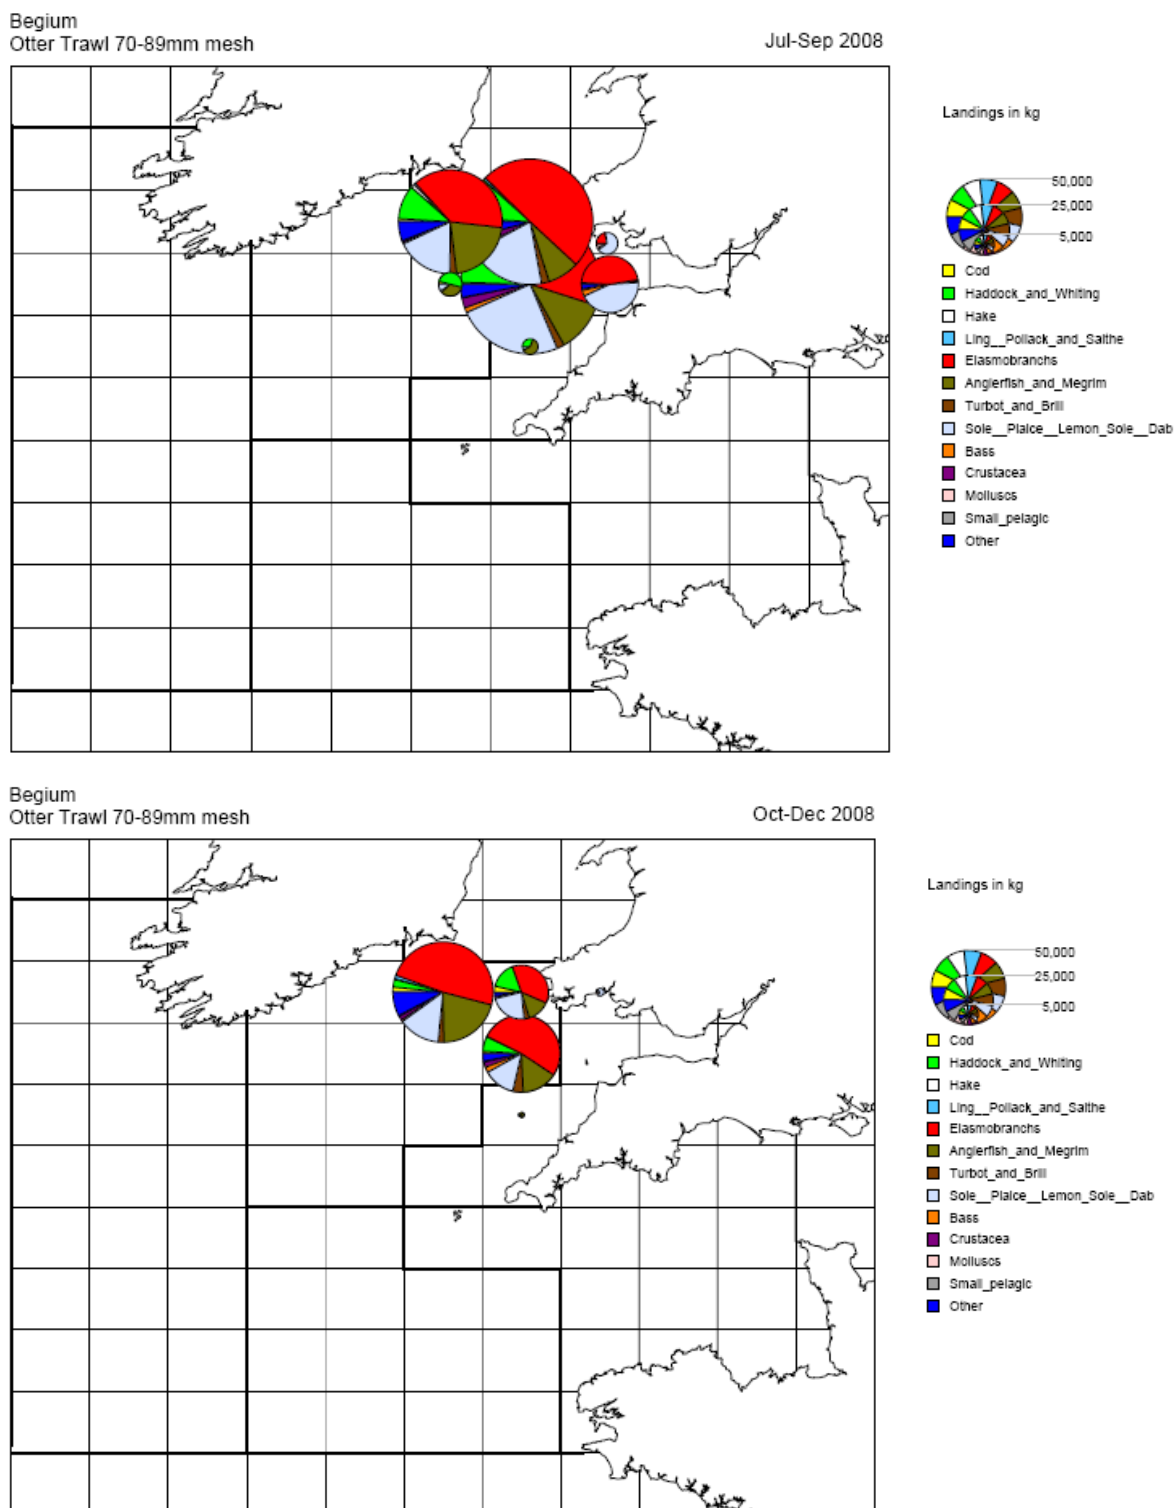 Begium
Otter Trawl 70-89mm mesh
Jul-Sep 2008
Landings in kg
50,000
25,000
5,000
Cod
Haddock_and_Whiting
Hake
Ling__Pollack_and_Saithe
Elasmobranchs
Anglerfish_and_Megrim
Turbot_and_Brill
Sole__Plaice__Lemon_Sole__Dab
Bass
Crustacea
Molluscs
Small_pelagic
Other
Begium
Otter Trawl 70-89mm mesh
Oct-Dec 2008
Landings in kg
50,000
25,000
5,000
Cod
Haddock_and_Whiting
Hake
Ling__Pollack_and_Saithe
Elasmobranchs
Anglerfish_and_Megrim
Turbot_and_Brill
Sole__Plaice__Lemon_Sole__Dab
Bass
Crustacea
Molluscs
Small_pelagic
Other